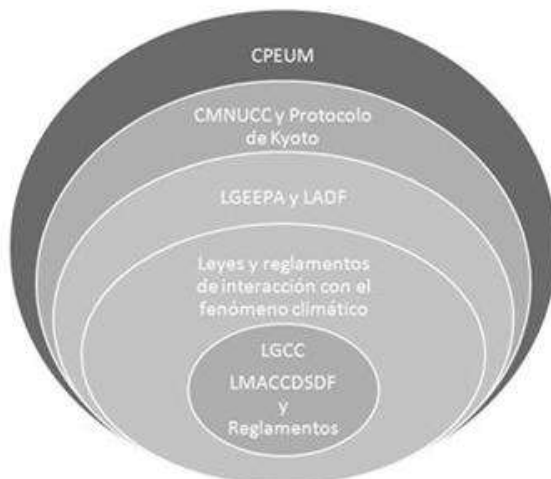 CPEUM
CMNUCC y Protocolo
de Kyoto
LGEEPA y LADF
Leyes y reglamentos
de interacción con el
fenómeno climático
LGCC
LMACCDSDF
y
Reglamentos